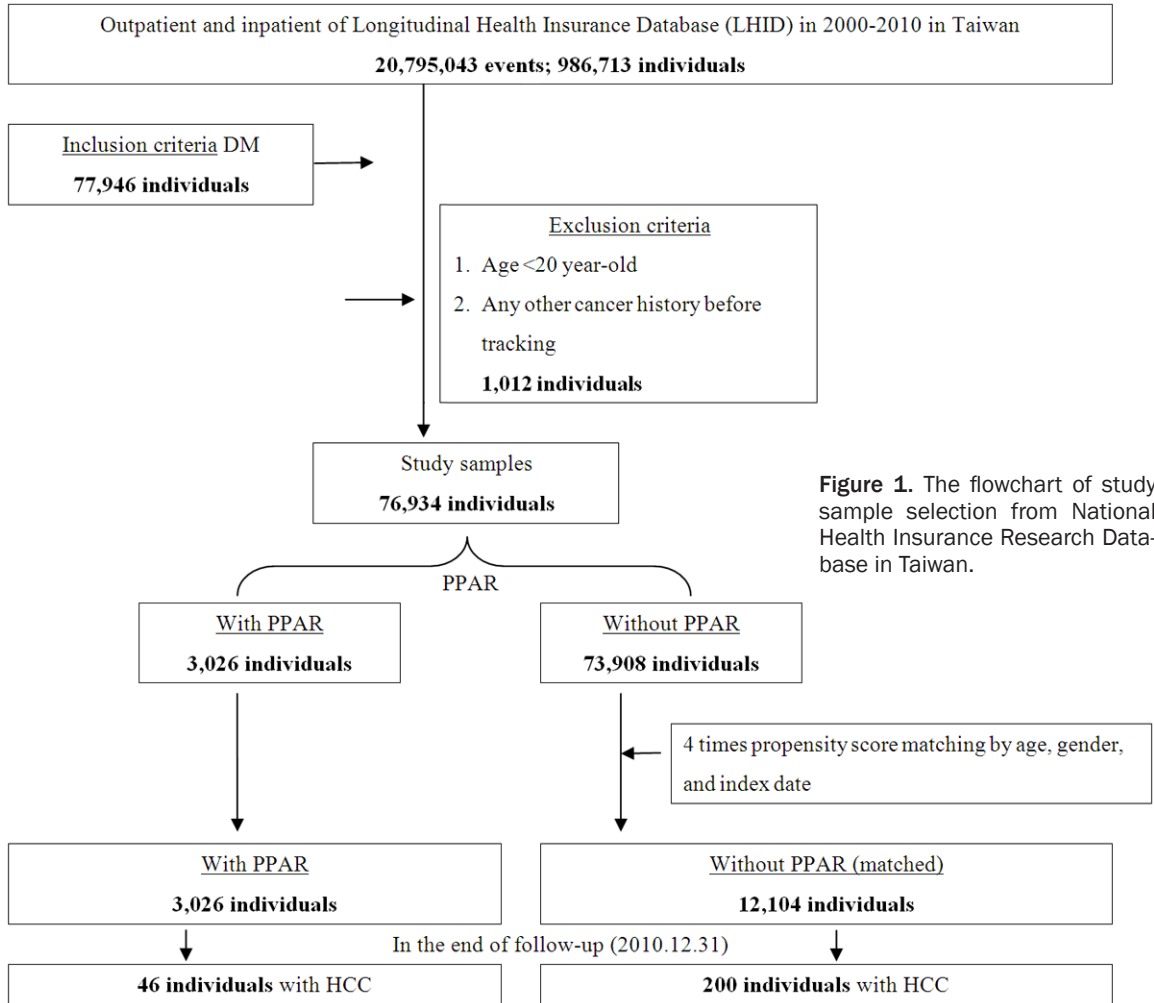 Outpatient and inpatient of Longitudinal Health Insurance Database (LHID) in 2000-2010 in Taiwan
20,795,043 events; 986,713 individuals
Inclusion criteria DM
77,946 individuals
Exclusion criteria
1. Age <20 year-old
2. Any other cancer history before
tracking
1,012 individuals
Study samples
76,934 individuals
Figure 1. The flowchart of study
sample selection from National
Health Insurance Research Data-
base in Taiwan.
PPAR
With PPAR
3,026 individuals
Without PPAR
73,908 individuals
4 times propensity score matching by age, gender,
and index date
With PPAR
3,026 individuals
Without PPAR (matched)
12,104 individuals
In the end of follow-up (2010.12.31)
46 individuals with HCC
200 individuals with HCC